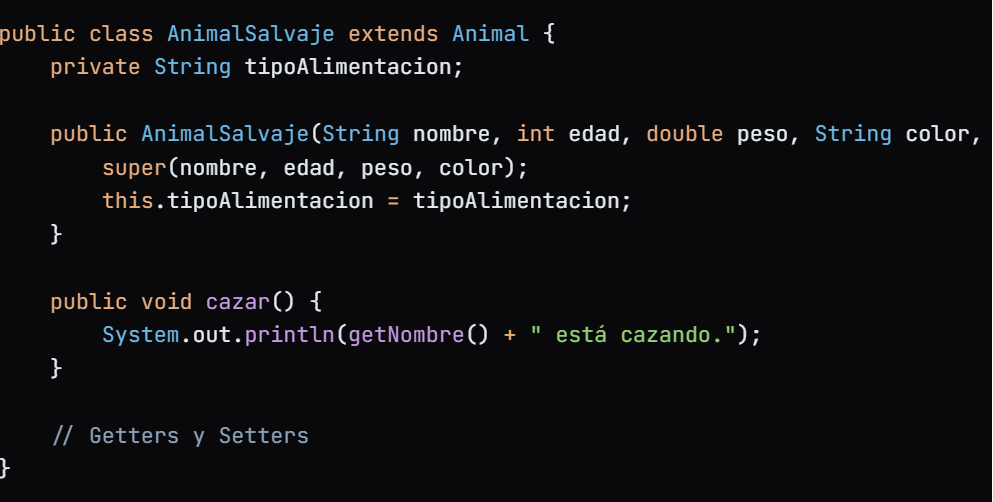 public class AnimalSalvaje extends Animal {
    private String tipoAlimentacion;

    public AnimalSalvaje(String nombre, int edad, double peso, String color,
        super(nombre, edad, peso, color);
        this.tipoAlimentacion = tipoAlimentacion;
    }

    public void cazar() {
        System.out.println(getNombre() + " está cazando.");
    }

    // Getters y Setters
}